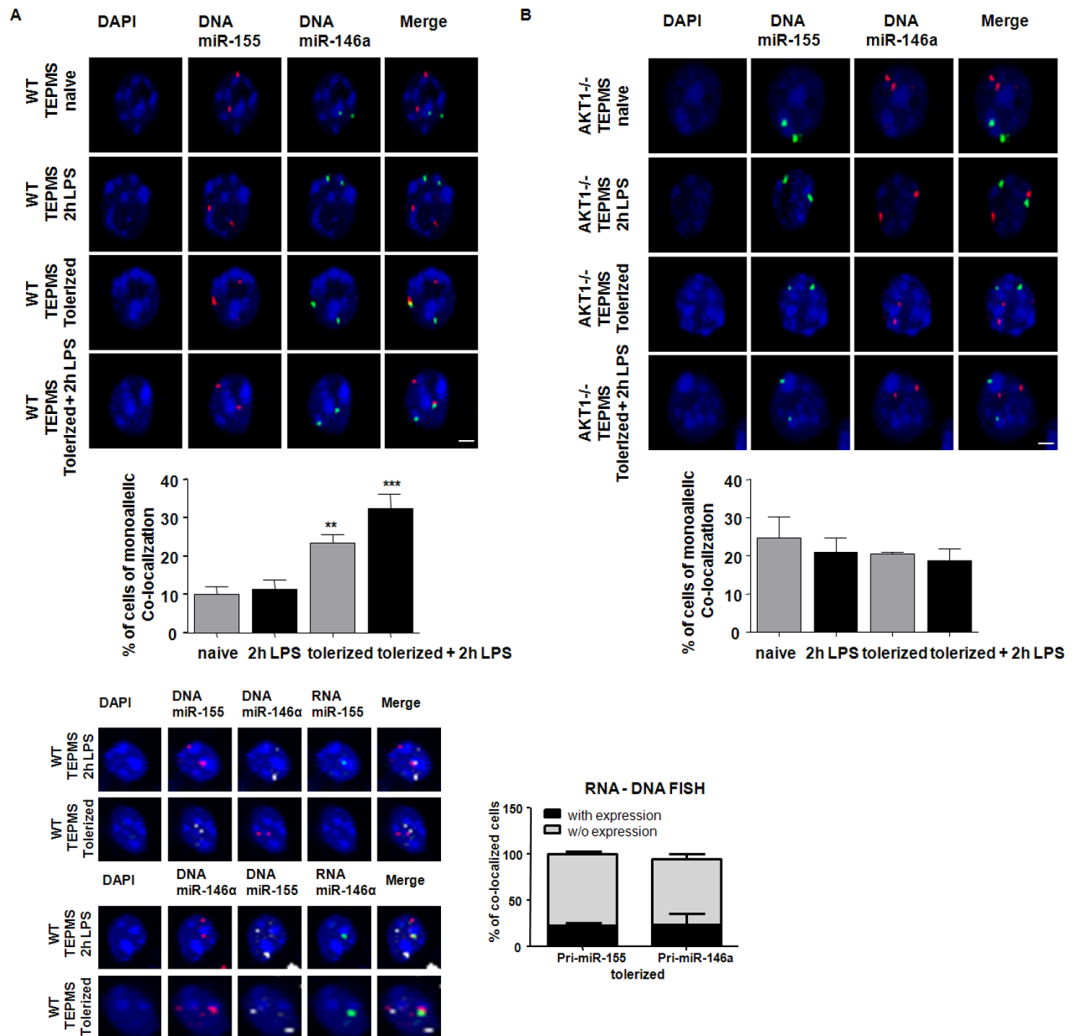 A
DAPI DNA miR-155 DNA miR-146a Merge
WT TEPMS naive
WT TEPMS 2h LPS
WT TEPMS Tolerized
WT TEPMS Tolerized + 2h LPS
% of cells of monoallelic Co-localization
40
30
20
10
0
**
***
naive 2h LPS tolerized tolerized + 2h LPS
B
DAPI DNA miR-155 DNA miR-146a Merge
AKT1-/- TEPMS naive
AKT1-/- TEPMS 2h LPS
AKT1-/- TEPMS Tolerized
AKT1-/- TEPMS Tolerized + 2h LPS
% of cells of monoallelic Co-localization
40
30
20
10
0
naive 2h LPS tolerized tolerized + 2h LPS
DAPI DNA miR-155 DNA miR-146α RNA miR-155 Merge
WT TEPMS 2h LPS
WT TEPMS Tolerized
DAPI DNA miR-146α DNA miR-155 RNA miR-146α Merge
WT TEPMS 2h LPS
WT TEPMS Tolerized
RNA - DNA FISH
% of co-localized cells
150
100
50
0
with expression
w/o expression
Pri-miR-155 Pri-miR-146a
tolerized